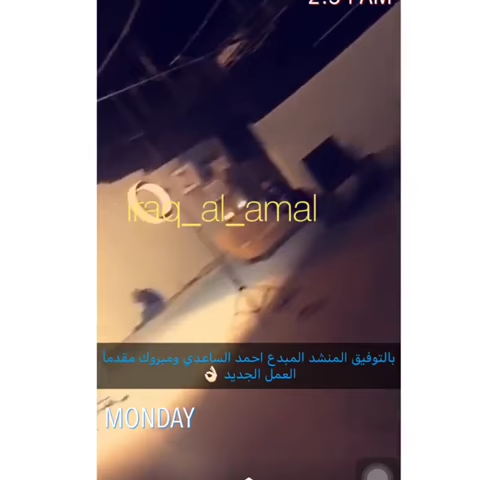 Iraq_al_amal
بالتوفيق المنشد المبدع احمد الساعدي ومبروك مقدماً
العمل الجديد 👌🏻
MONDAY